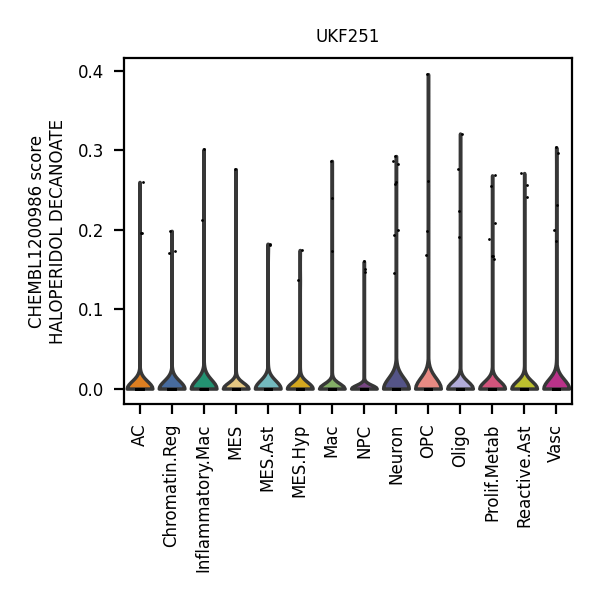 UKF251
CHEMBL1200986 score
HALOPERIDOL DECANOATE
0.4
0.3
0.2
0.1
0.0
AC
Chromatin.Reg
Inflammatory.Mac
MES
MES.Ast
MES.Hyp
Mac
NPC
Neuron
OPC
Oligo
Prolif.Metab
Reactive.Ast
Vasc